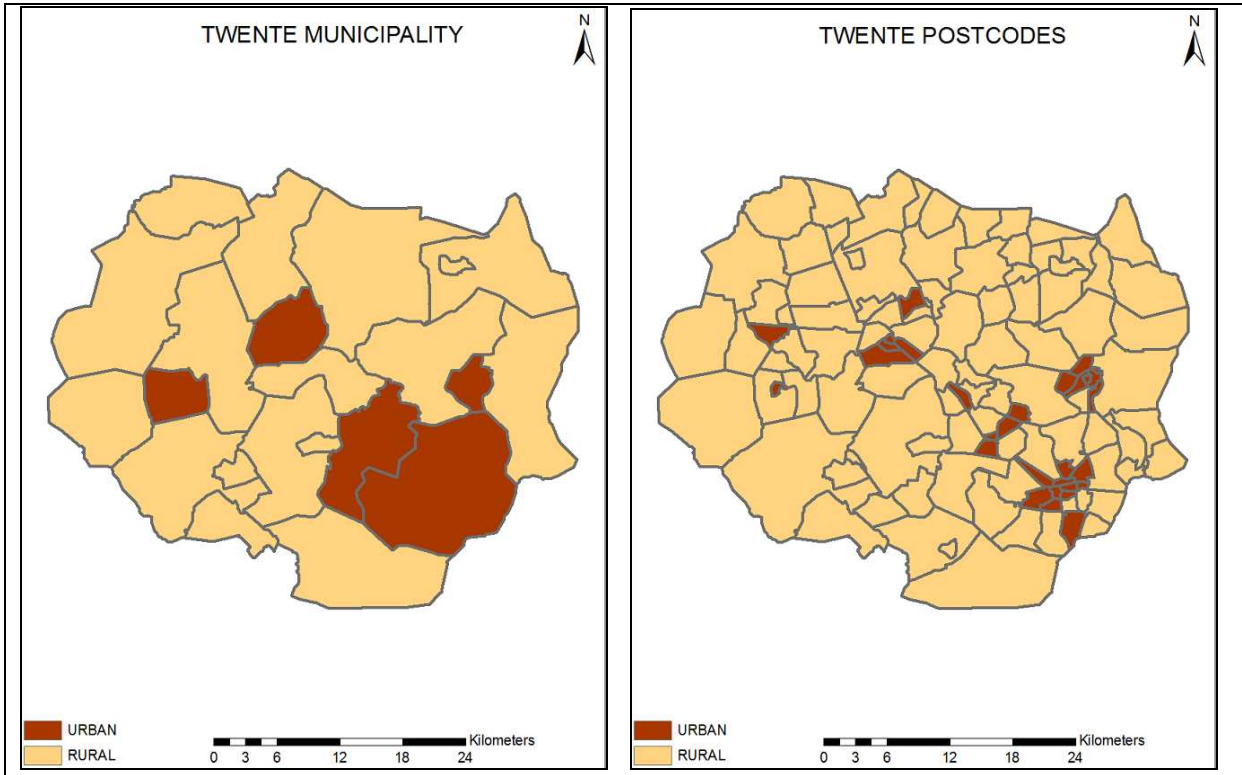 TWENTE MUNICIPALITY
N
URBAN
RURAL
Kilometers
0 3 6 12 18 24
TWENTE POSTCODES
N
URBAN
RURAL
Kilometers
0 3 6 12 18 24